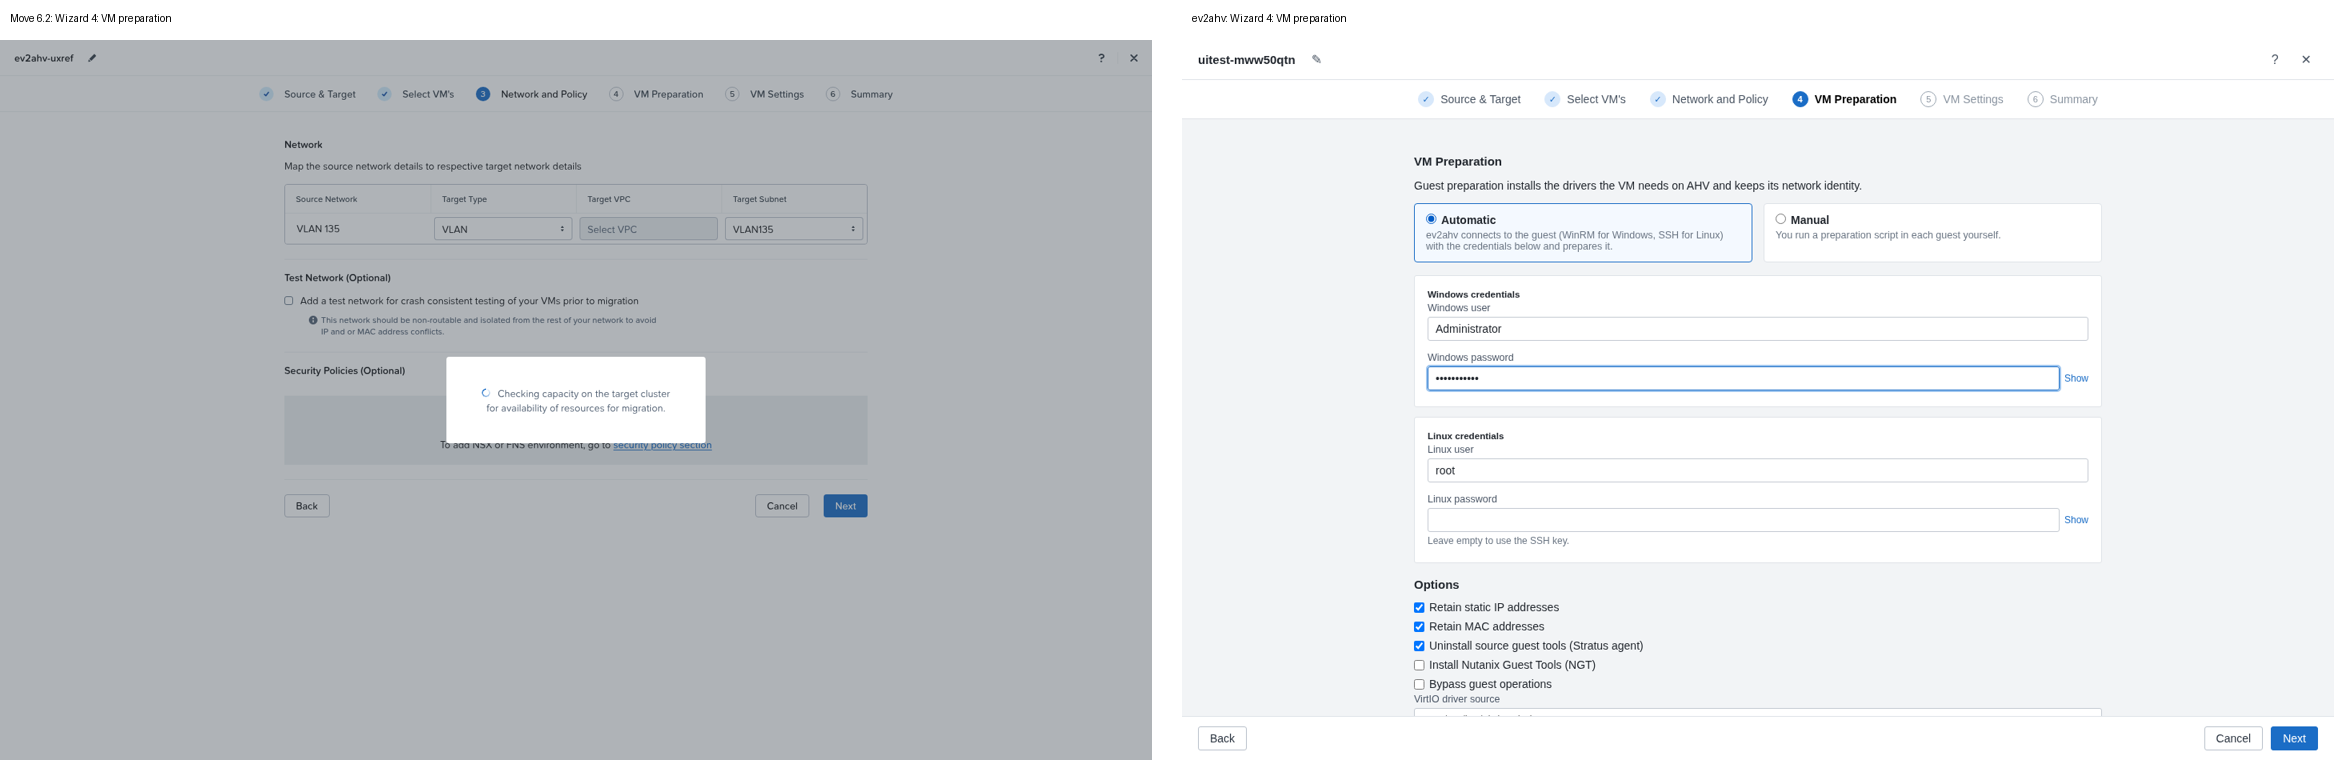 Move 6.2: Wizard 4: VM preparation
ev2ahv-uxref
?
Source & Target
Select VM's
3 Network and Policy
4 VM Preparation
5 VM Settings
6 Summary
Network
Map the source network details to respective target network details
Source Network Target Type Target VPC Target Subnet
VLAN 135 VLAN Select VPC VLAN135
Test Network (Optional)
Add a test network for crash consistent testing of your VMs prior to migration
This network should be non-routable and isolated from the rest of your network to avoid
IP and or MAC address conflicts.
Security Policies (Optional)
Checking capacity on the target cluster
for availability of resources for migration.
To add NSX or FNS environment, go to security policy section
Back Cancel Next
ev2ahv: Wizard 4: VM preparation
uitest-mww50qtn
?
Source & Target
Select VM's
Network and Policy
4 VM Preparation
5 VM Settings
6 Summary
VM Preparation
Guest preparation installs the drivers the VM needs on AHV and keeps its network identity.
Automatic
ev2ahv connects to the guest (WinRM for Windows, SSH for Linux)
with the credentials below and prepares it.
Manual
You run a preparation script in each guest yourself.
Windows credentials
Windows user
Administrator
Windows password
••••••••••• Show
Linux credentials
Linux user
root
Linux password
Show
Leave empty to use the SSH key.
Options
Retain static IP addresses
Retain MAC addresses
Uninstall source guest tools (Stratus agent)
Install Nutanix Guest Tools (NGT)
Bypass guest operations
VirtIO driver source
Back Cancel Next